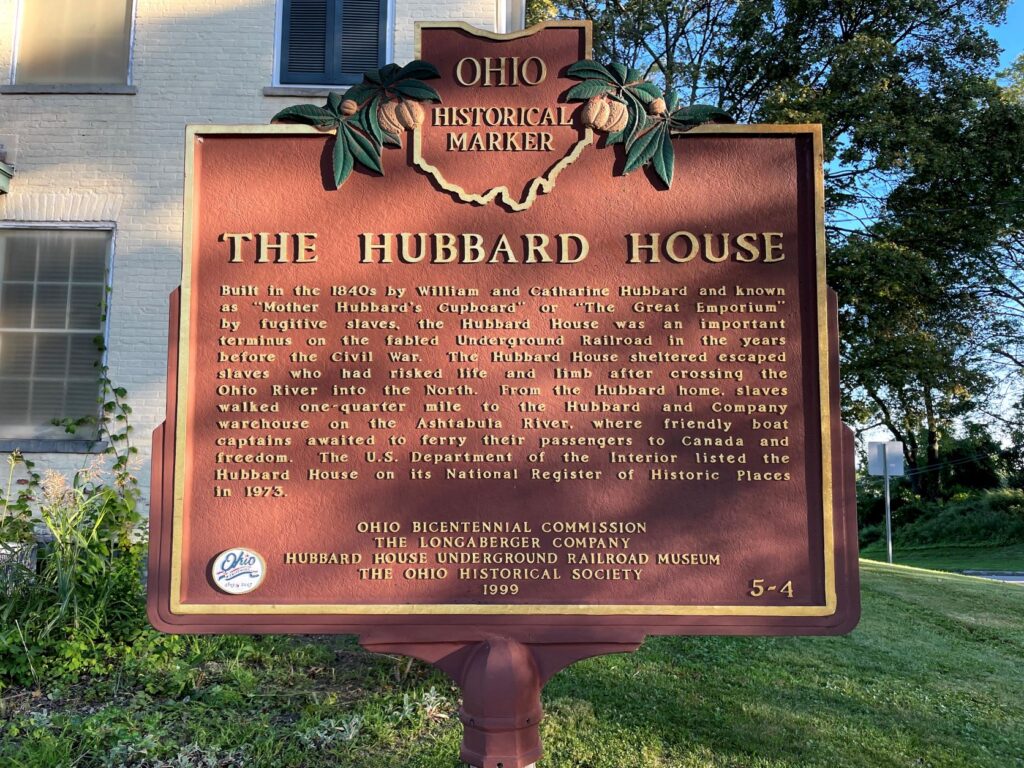 OHIO
HISTORICAL
MARKER
THE HUBBARD HOUSE
Built in the 1840s by William and Catharine Hubbard and known
as "Mother Hubbard's Cupboard" or "The Great Emporium"
by fugitive slaves, the Hubbard House was an important
terminus on the fabled Underground Railroad in the years
before the Civil War. The Hubbard House sheltered escaped
slaves who had risked life and limb after crossing the
Ohio River into the North. From the Hubbard home, slaves
walked one-quarter mile to the Hubbard and Company
warehouse on the Ashtabula River, where friendly boat
captains awaited to ferry their passengers to Canada and
freedom. The U.S. Department of the Interior listed the
Hubbard House on its National Register of Historic Places
in 1973.
OHIO BICENTENNIAL COMMISSION
THE LONGABERGER COMPANY
HUBBARD HOUSE UNDERGROUND RAILROAD MUSEUM
THE OHIO HISTORICAL SOCIETY
1999
5-4
Ohio